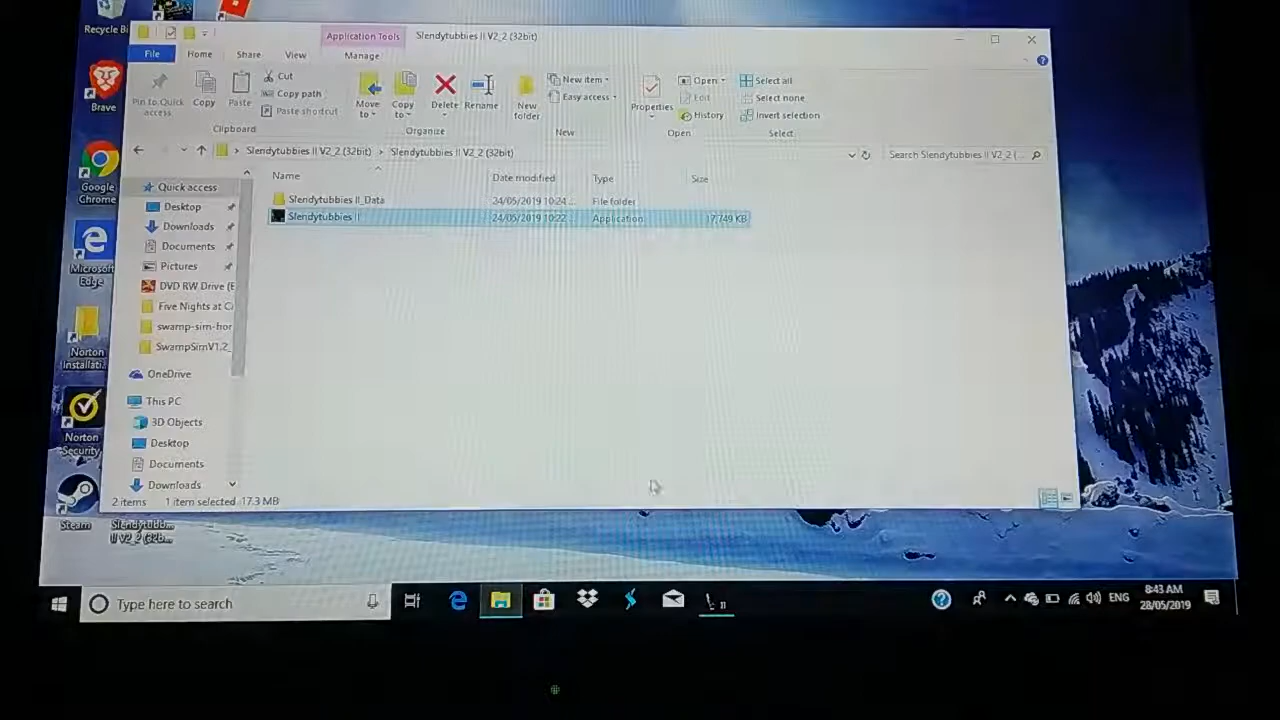 Recycle Bi
Application Tools
Slendytubbies II V2_2 (32bit)
File
Home
Share
View
Manage
Pin to Quick
access
Copy
Paste
Cut
Copy path
Paste shortcut
Clipboard
Move
to
Copy
to
Delete
Rename
Organize
New
folder
New item
Easy access
New
Properties
Open
Edit
History
Open
Select all
Select none
Invert selection
Select
Slendytubbies II V2_2 (32bit)
Slendytubbies II V2_2 (32bit)
Search Slendytubbies II V2_2 (...
Name
Date modified
Type
Size
Slendytubbies II_Data
24/05/2019 10:24...
File folder
Slendytubbies II
24/05/2019 10:22...
Application
17,749 KB
Quick access
Desktop
Downloads
Documents
Pictures
DVD RW Drive (E
Five Nights at C
swamp-sim-hor
SwampSimV1.2_
OneDrive
This PC
3D Objects
Desktop
Documents
Downloads
2 items
1 item selected 17.3 MB
Brave
Google
Chrome
Microsoft
Edge
Norton
Installati...
Norton
Security
Steam
Slendytubb...
II V2_2 (32b...
Type here to search
ENG
8:43 AM
28/05/2019